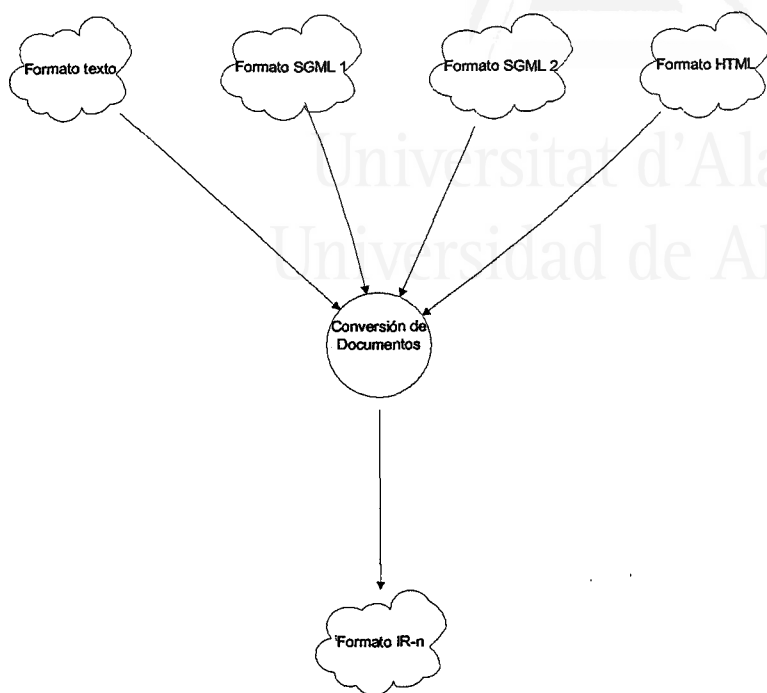 Formato texto
Formato SGML 1
Formato SGML 2
Formato HTML
Universitat d'Ala
Universidad de Al
Conversión de
Documentos
Formato IR-n